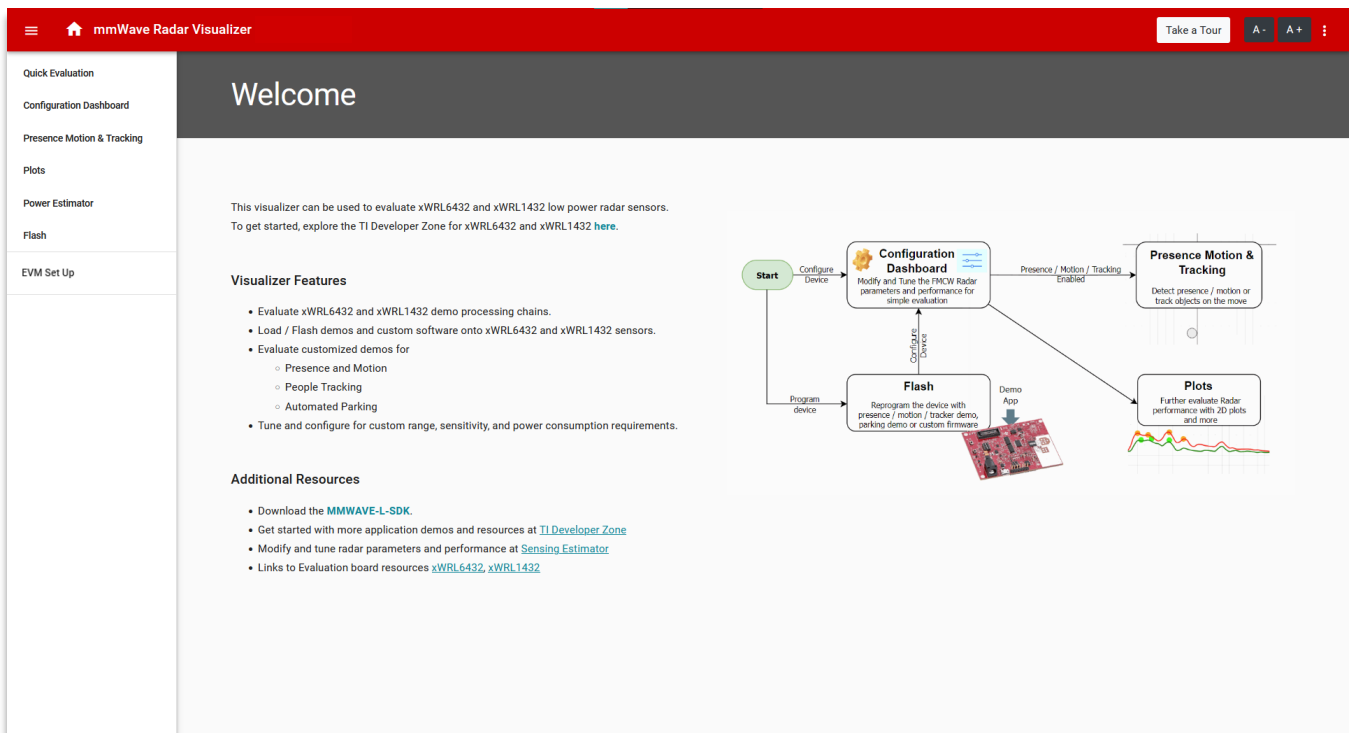 mmWave Radar Visualizer
Take a Tour
A -
A +
Quick Evaluation
Configuration Dashboard
Presence Motion & Tracking
Plots
Power Estimator
Flash
EVM Set Up
Welcome
This visualizer can be used to evaluate xWRL6432 and xWRL1432 low power radar sensors.
To get started, explore the TI Developer Zone for xWRL6432 and xWRL1432 here.
Visualizer Features
Evaluate xWRL6432 and xWRL1432 demo processing chains.
Load / Flash demos and custom software onto xWRL6432 and xWRL1432 sensors.
Evaluate customized demos for
Presence and Motion
People Tracking
Automated Parking
Tune and configure for custom range, sensitivity, and power consumption requirements.
Additional Resources
Download the MMWAVE-L-SDK.
Get started with more application demos and resources at TI Developer Zone
Modify and tune radar parameters and performance at Sensing Estimator
Links to Evaluation board resources xWRL6432, xWRL1432
Start
Configure
Device
Configuration
Dashboard
Modify and Tune the FMCW Radar
parameters and performance for
simple evaluation
Presence / Motion / Tracking
Enabled
Presence Motion &
Tracking
Detect presence / motion or
track objects on the move
Configure
Device
Program
device
Flash
Reprogram the device with
presence / motion / tracker demo,
parking demo or custom firmware
Demo
App
Plots
Further evaluate Radar
performance with 2D plots
and more